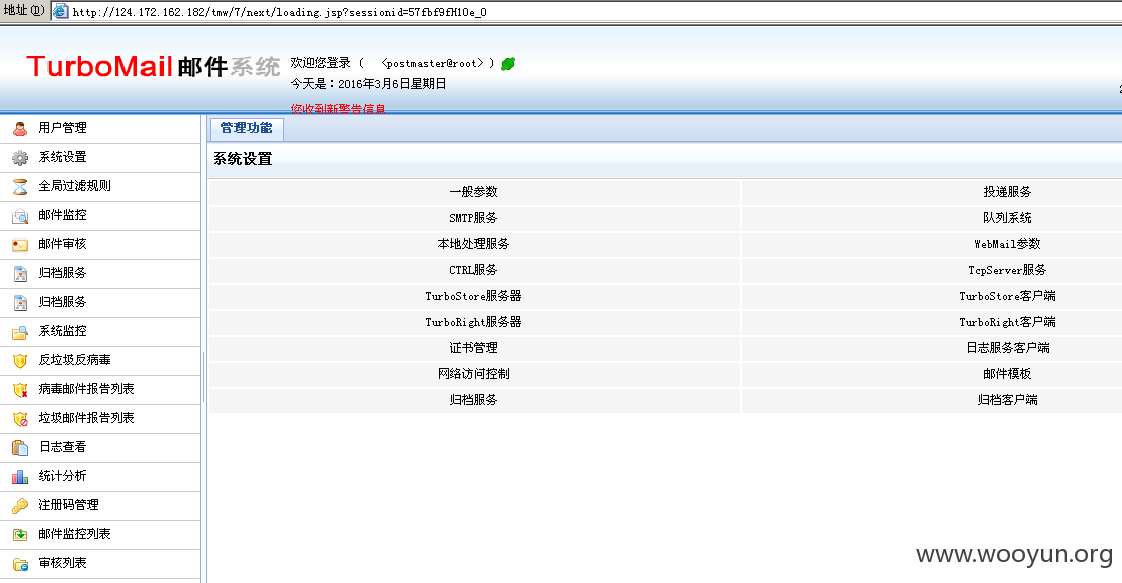 地址(D) http://124.172.162.182/tmw/7/next/loading.jsp?sessionid=57fbf9fH10e_0
TurboMail邮件系统
欢迎您登录（ <postmaster@root> ）
今天是：2016年3月6日星期日
您收到新警告信息
用户管理
系统设置
全局过滤规则
邮件监控
邮件审核
归档服务
归档服务
系统监控
反垃圾反病毒
病毒邮件报告列表
垃圾邮件报告列表
日志查看
统计分析
注册码管理
邮件监控列表
审核列表
管理功能
系统设置
一般参数 投递服务
SMTP服务 队列系统
本地处理服务 WebMail参数
CTRL服务 TcpServer服务
TurboStore服务器 TurboStore客户端
TurboRight服务器 TurboRight客户端
证书管理 日志服务客户端
网络访问控制 邮件模板
归档服务 归档客户端
www.wooyun.org